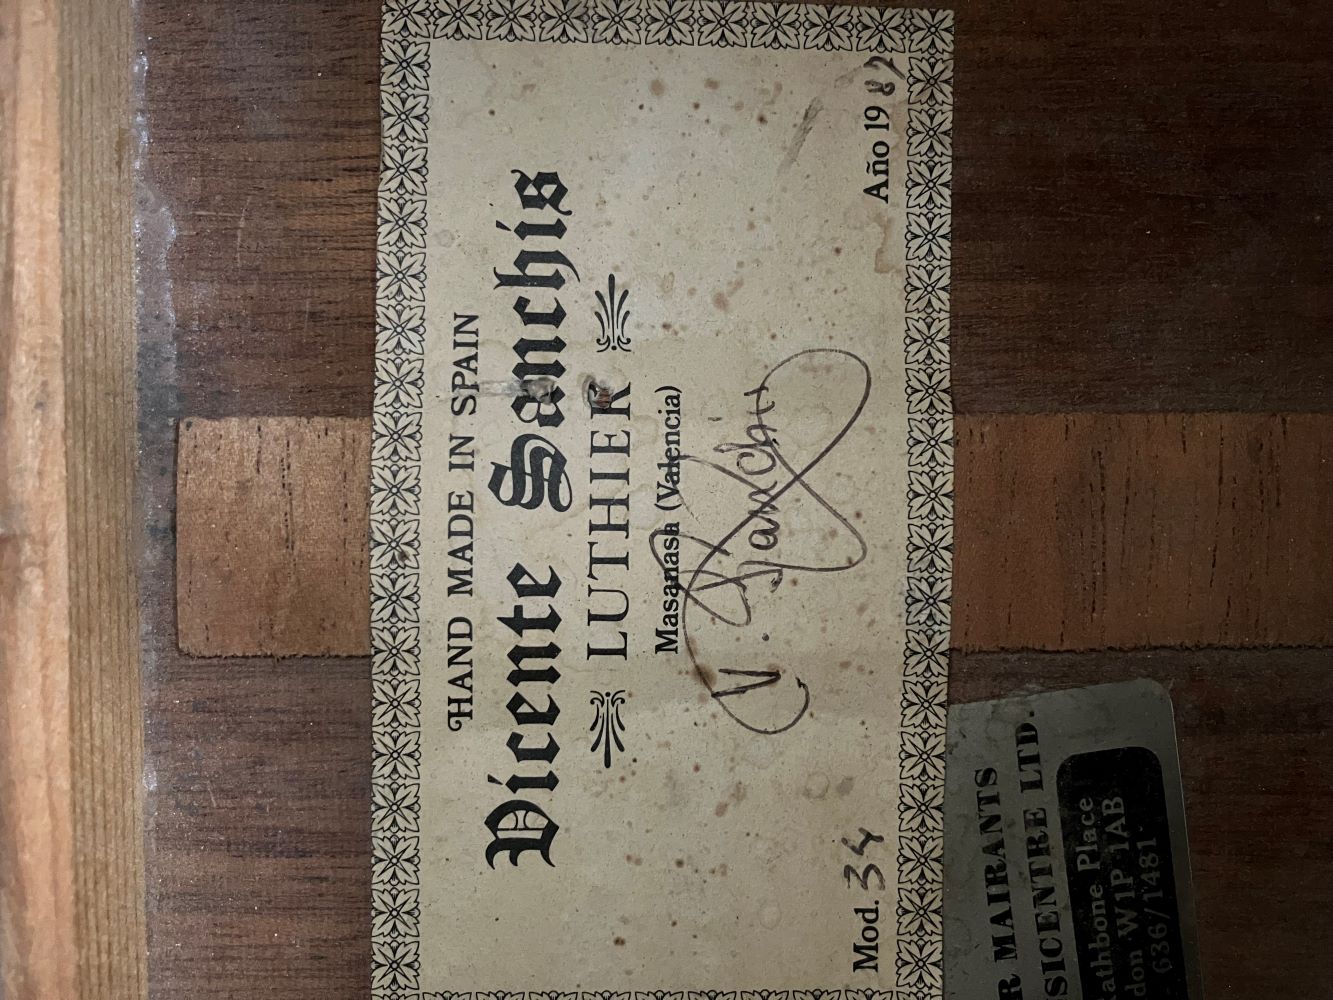 HAND MADE IN SPAIN
Vicente Sanchis
LUTHIER
Masanasa (Valencia)
V. Sanchis
Mod. 34
Año 1982
R MAIRANTS
SICENTRE LTD.
athbone Place
don W1P 1AB
636/1481